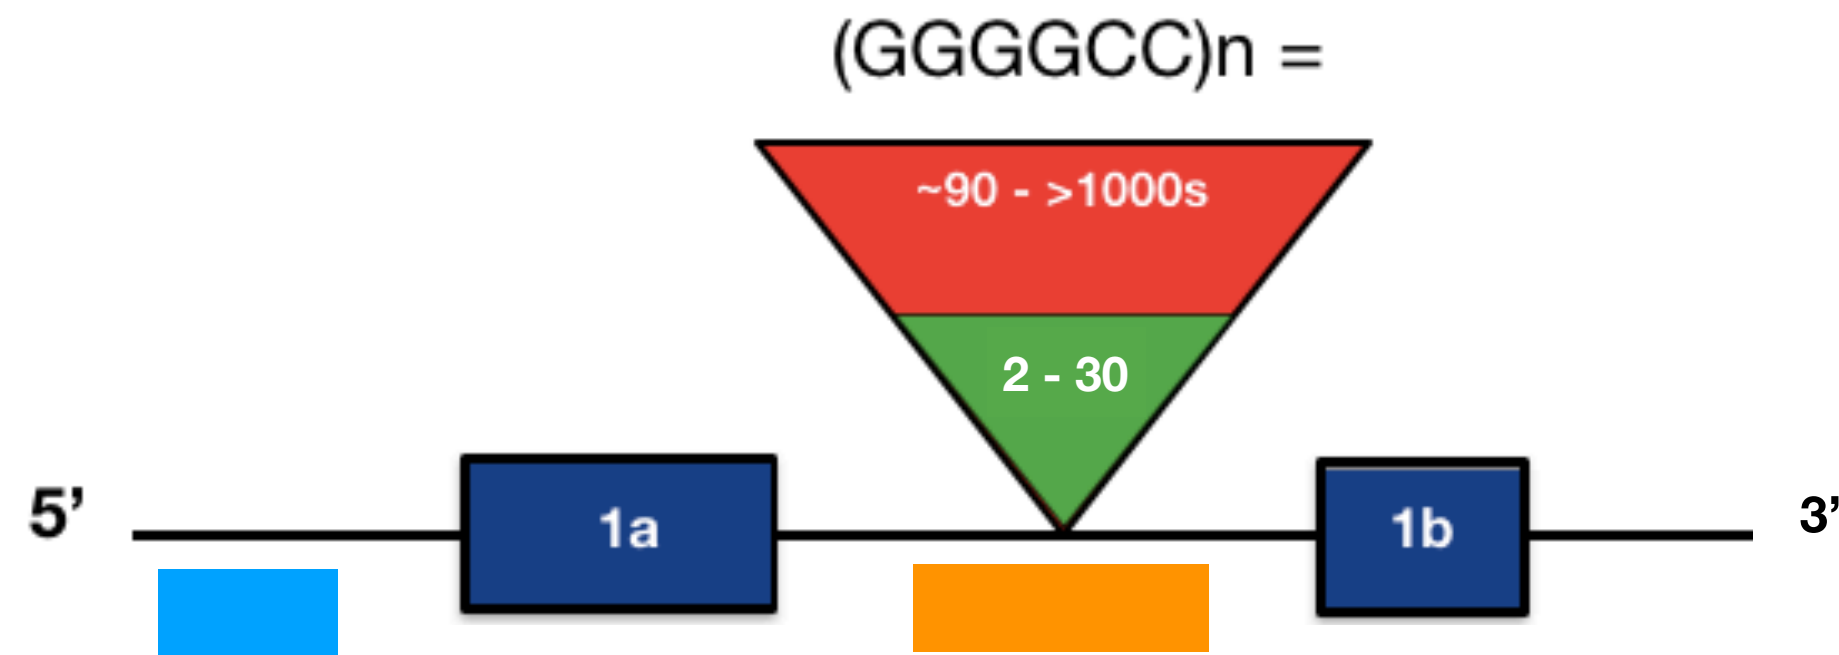 (GGGGCC)n =
~90 - >1000s
2 - 30
5’
1a
1b
3’